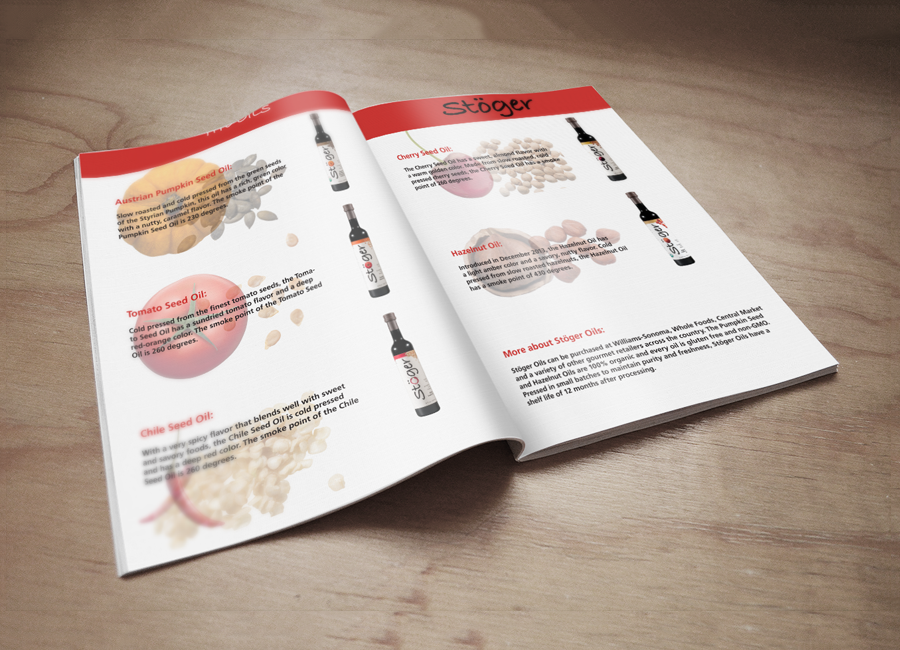 Austrian Pumpkin Seed Oil:
Slow roasted and cold pressed from the green seeds
of the Styrian Pumpkin, this oil has a rich, green color
with a nutty, caramel flavor. The smoke point of the
Pumpkin Seed Oil is 230 degrees.
Stöger
Tomato Seed Oil:
Cold pressed from the finest tomato seeds, the Toma-
to Seed Oil has a sundried tomato flavor and a deep
red-orange color. The smoke point of the Tomato Seed
Oil is 260 degrees.
Stöger
Chile Seed Oil:
With a very spicy flavor that blends well with sweet
and savory foods, the Chile Seed Oil is cold pressed
and has a deep red color. The smoke point of the Chile
Seed Oil is 260 degrees.
Stöger
Stöger
Cherry Seed Oil:
The Cherry Seed Oil has a sweet, almond flavor with
a warm golden color. Made from slow roasted, cold
pressed cherry seeds, the Cherry Seed Oil has a smoke
point of 360 degrees.
Stöger
Hazelnut Oil:
Introduced in December 2013, the Hazelnut Oil has
a light amber color and a savory, nutty flavor. Cold
pressed from slow roasted hazelnuts, the Hazelnut Oil
has a smoke point of 430 degrees.
Stöger
More about Stöger Oils:
Stöger Oils can be purchased at Williams-Sonoma, Whole Foods, Central Market
and a variety of other gourmet retailers across the country. The Pumpkin Seed
and Hazelnut Oils are 100% organic and every oil is gluten free and non-GMO.
Pressed in small batches to maintain purity and freshness, Stöger Oils have a
shelf life of 12 months after processing.